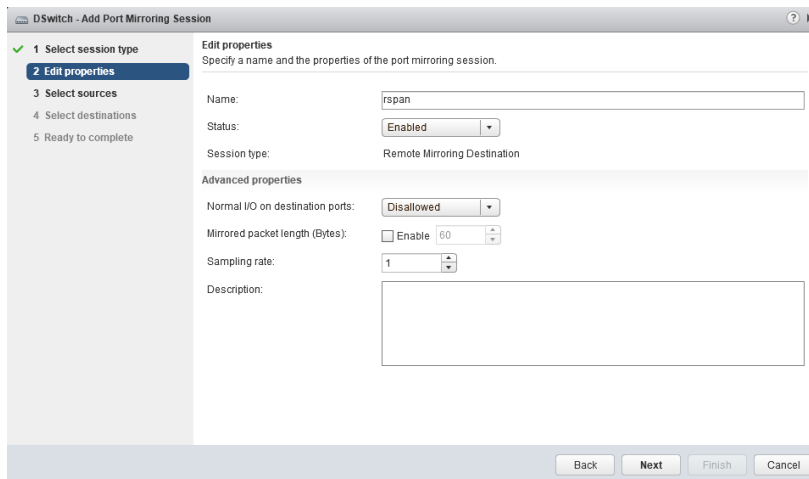 DSwitch - Add Port Mirroring Session
?
1 Select session type
2 Edit properties
3 Select sources
4 Select destinations
5 Ready to complete
Edit properties
Specify a name and the properties of the port mirroring session.
Name:
rspan
Status:
Enabled
Session type:
Remote Mirroring Destination
Advanced properties
Normal I/O on destination ports:
Disallowed
Mirrored packet length (Bytes):
Enable
60
Sampling rate:
1
Description:
Back
Next
Finish
Cancel